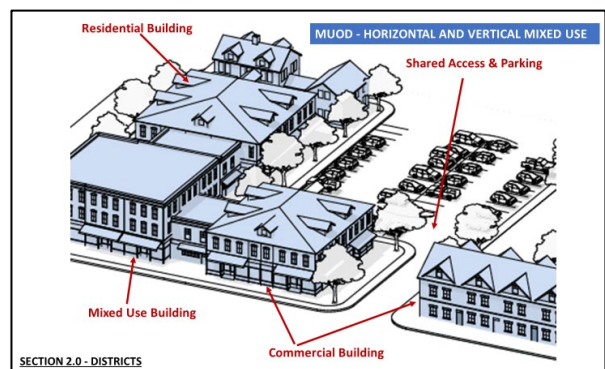 Residential Building
MUOD - HORIZONTAL AND VERTICAL MIXED USE
Shared Access & Parking
Mixed Use Building
Commercial Building
SECTION 2.0 - DISTRICTS